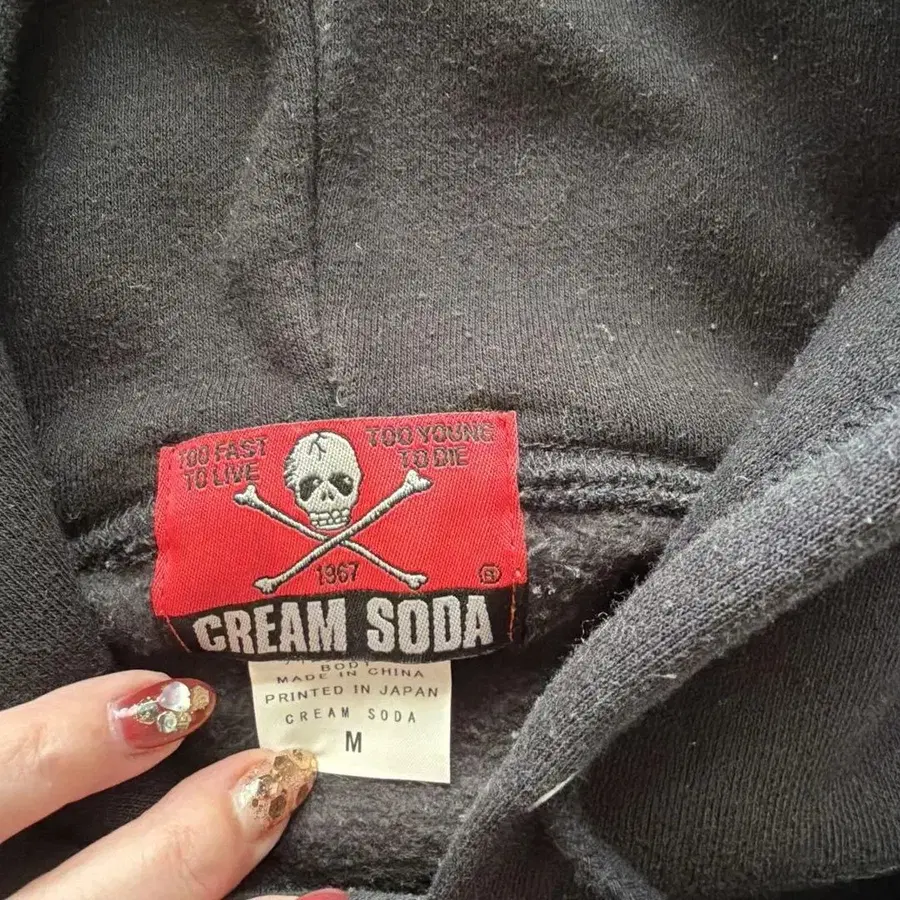 TOO FAST
TO LIVE
TOO YOUNG
TO DIE
1967
®
CREAM SODA
BODY
MADE IN CHINA
PRINTED IN JAPAN
CREAM SODA
M